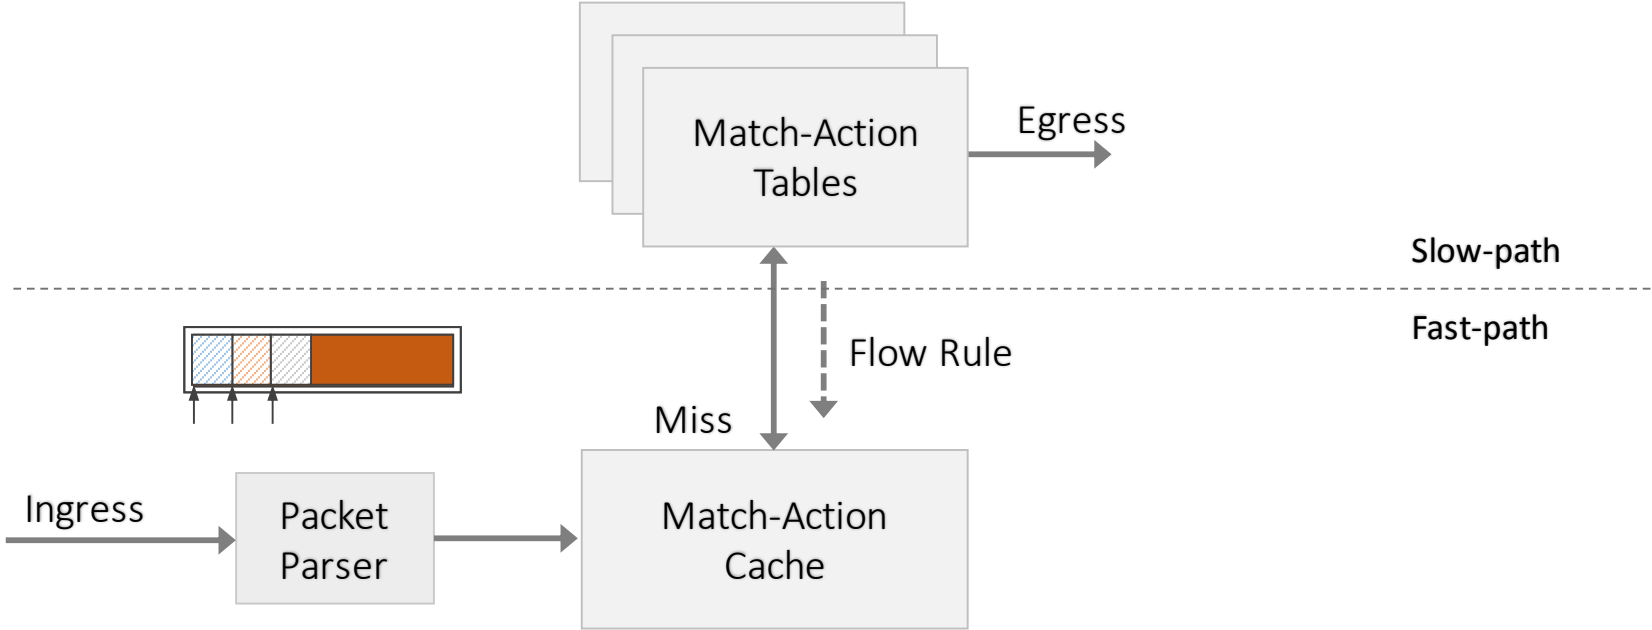 Match-Action
Tables
Egress
Slow-path
Fast-path
Flow Rule
Miss
Ingress
Packet
Parser
Match-Action
Cache